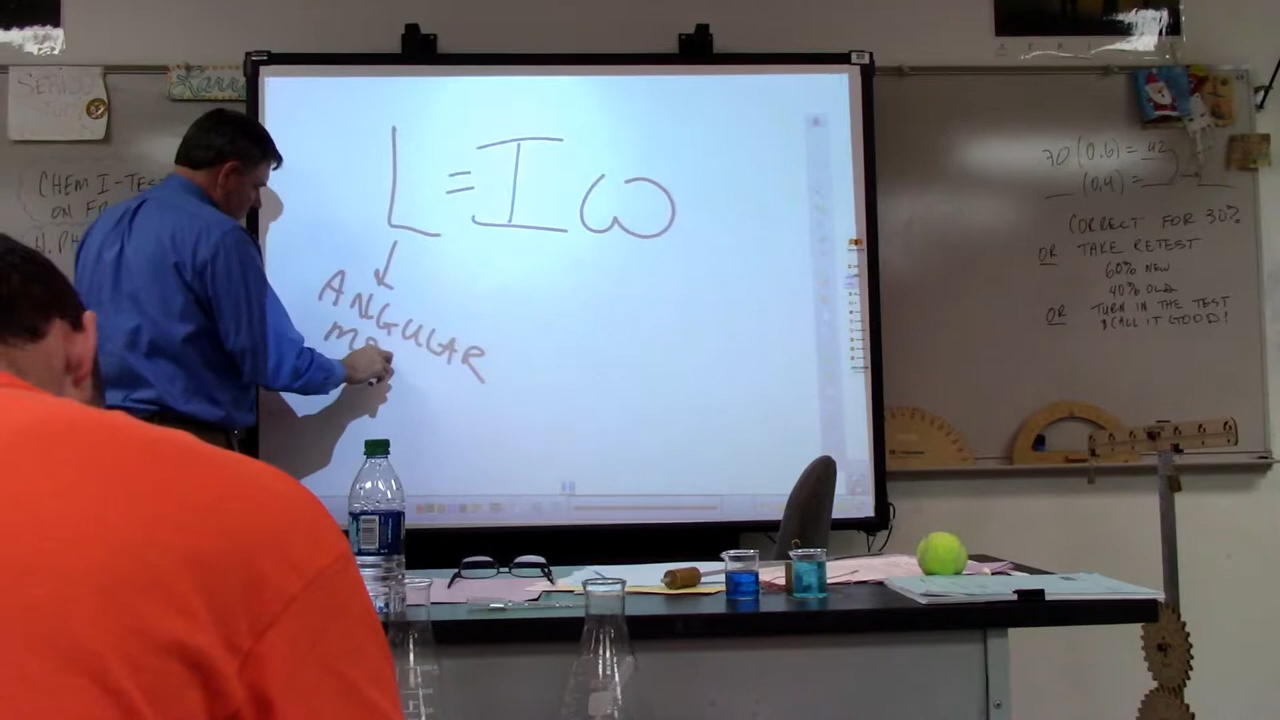 CHEM I-TEST
ON FR
H. PH
L = I ω
ANGULAR
MO
70 (0.6) = 42
(0.4) =
CORRECT FOR 30%
OR TAKE RETEST
60% NEW
40% OLD
OR TURN IN THE TEST
& CALL IT GOOD!